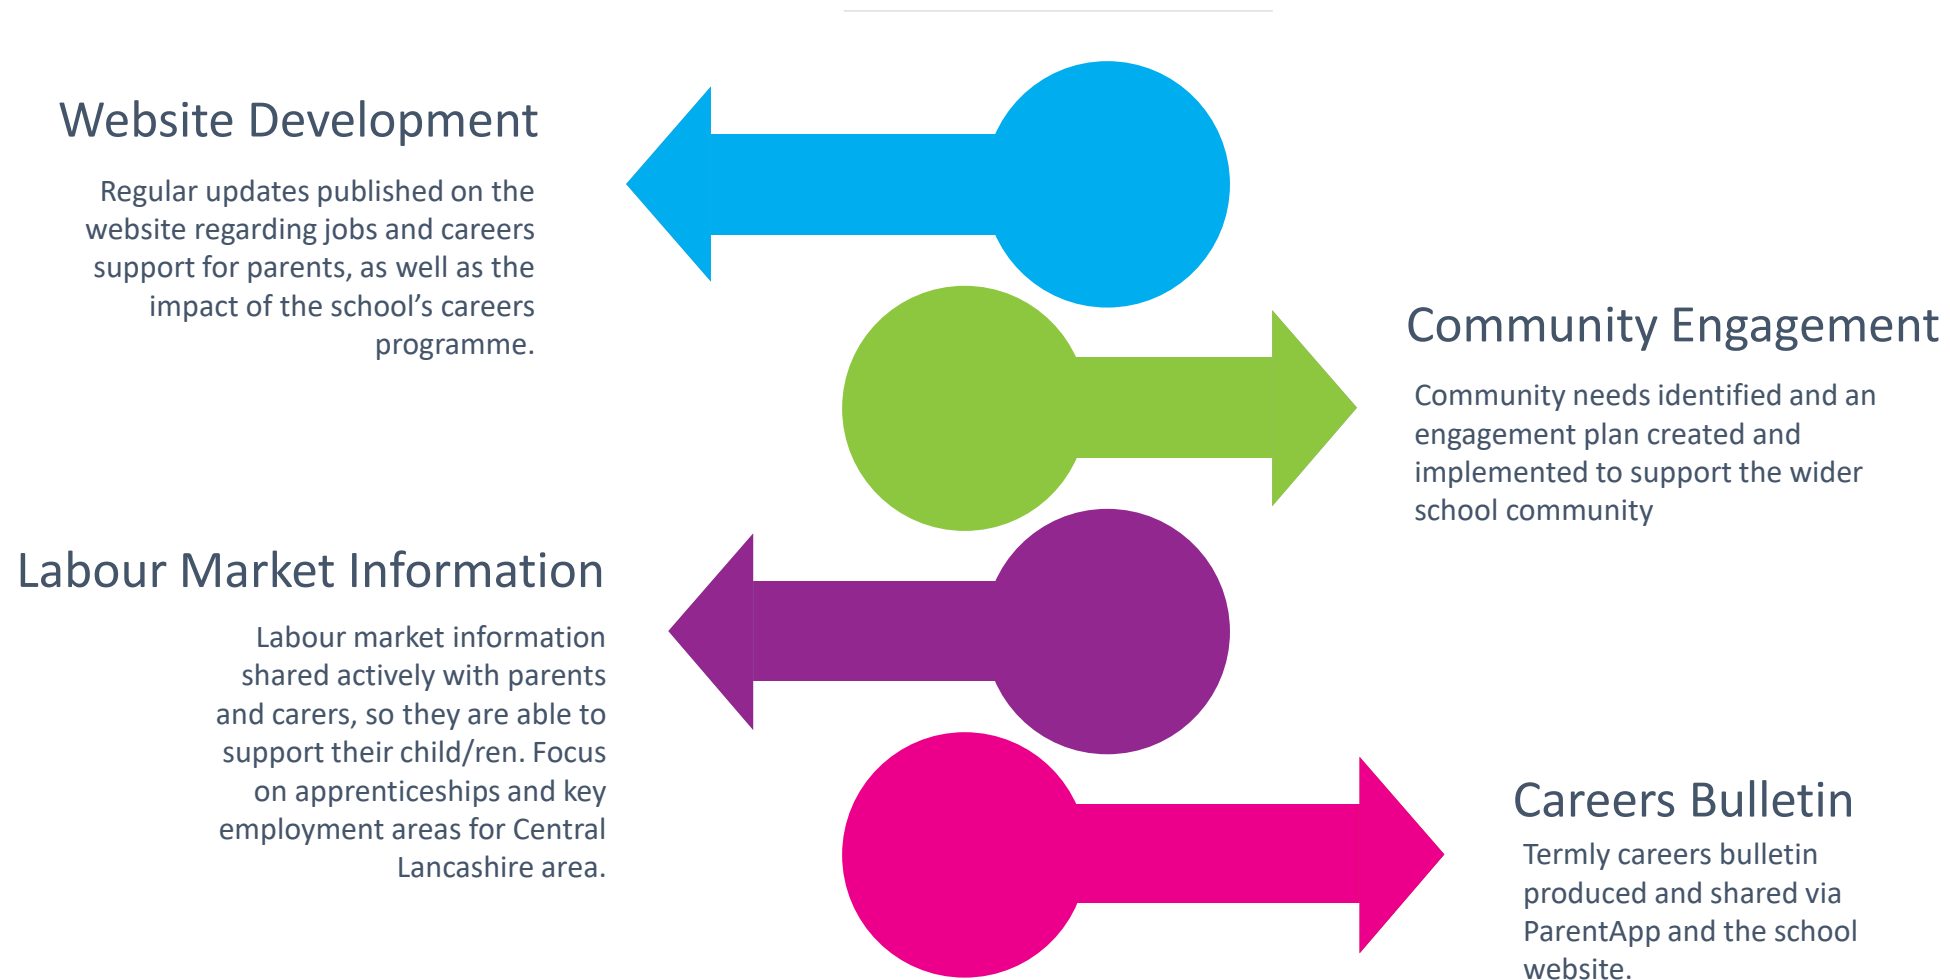 Website Development
Regular updates published on the
website regarding jobs and careers
support for parents, as well as the
impact of the school’s careers
programme.
Community Engagement
Community needs identified and an
engagement plan created and
implemented to support the wider
school community
Labour Market Information
Labour market information
shared actively with parents
and carers, so they are able to
support their child/ren. Focus
on apprenticeships and key
employment areas for Central
Lancashire area.
Careers Bulletin
Termly careers bulletin
produced and shared via
ParentApp and the school
website.